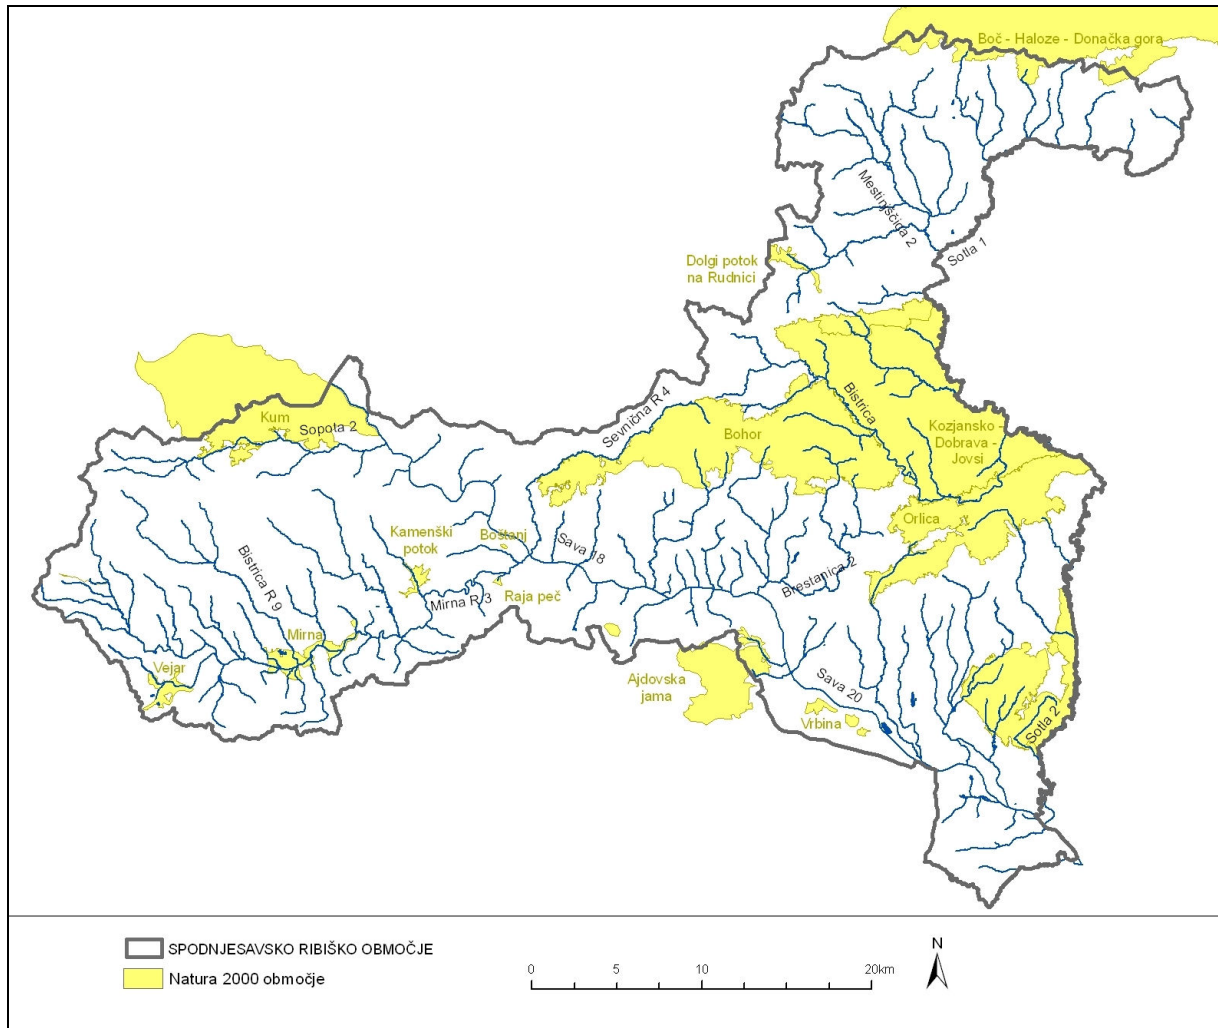 Boč - Haloze - Donačka gora
Mestinjščica 2
Sotla 1
Dolgi potok
na Rudnici
Kum
Sopota 2
Sevnična R 4
Bistrica
Bohor
Kozjansko -
Dobrava -
Jovsi
Orlica
Kamenški
potok
Boštanj
Sava 18
Bistrica R 9
Mirna R 3
Raja peč
Brestanica 2
Mirna
Vejar
Ajdovska
jama
Sava 20
Vrbina
Sotla 2
SPODNJESAVSKO RIBIŠKO OBMOČJE
Natura 2000 območje
0 5 10 20km
N